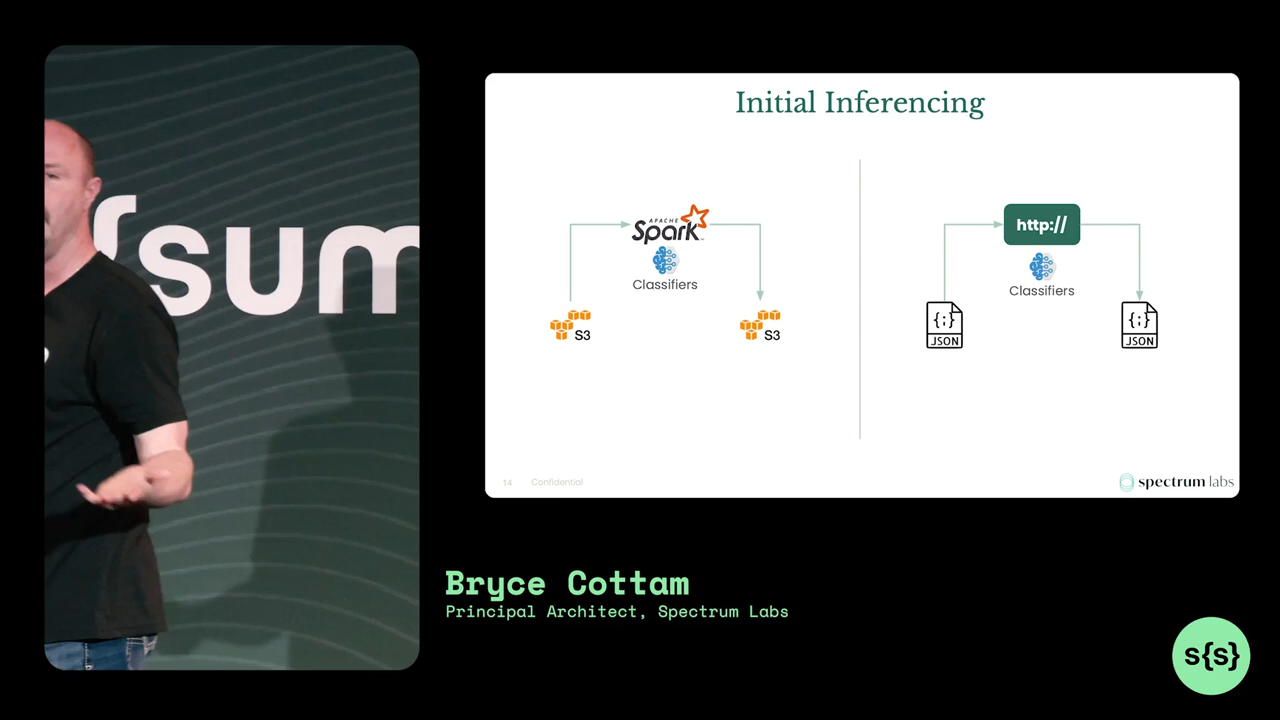 {sum
Initial Inferencing
APACHE
Spark
Classifiers
S3
S3
http://
Classifiers
{;}
JSON
{;}
JSON
14 Confidential
spectrum labs
Bryce Cottam
Principal Architect, Spectrum Labs
s{s}